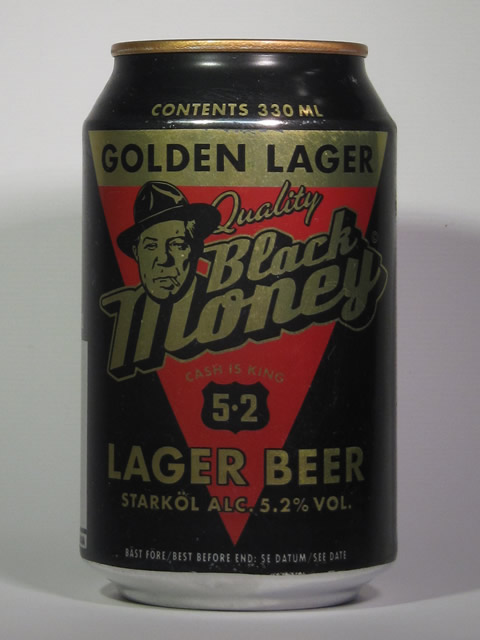 CONTENTS 330 ML
GOLDEN LAGER
Quality
Black
Money
CASH IS KING
5·2
LAGER BEER
STARKÖL ALC. 5.2% VOL.
BÄST FÖRE/BEST BEFORE END: SE DATUM/SEE DATE